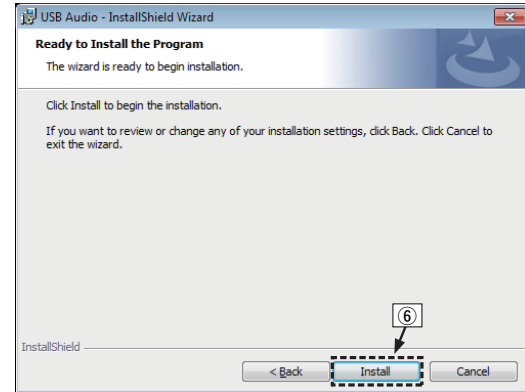 USB Audio - InstallShield Wizard
Ready to Install the Program
The wizard is ready to begin installation.
Click Install to begin the installation.
If you want to review or change any of your installation settings, click Back. Click Cancel to
exit the wizard.
⑥
InstallShield
< Back Install Cancel